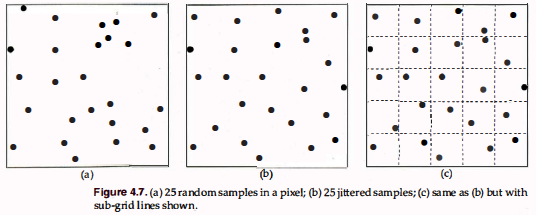 (a) (b) (c)
Figure 4.7. (a) 25 random samples in a pixel; (b) 25 jittered samples; (c) same as (b) but with
sub-grid lines shown.